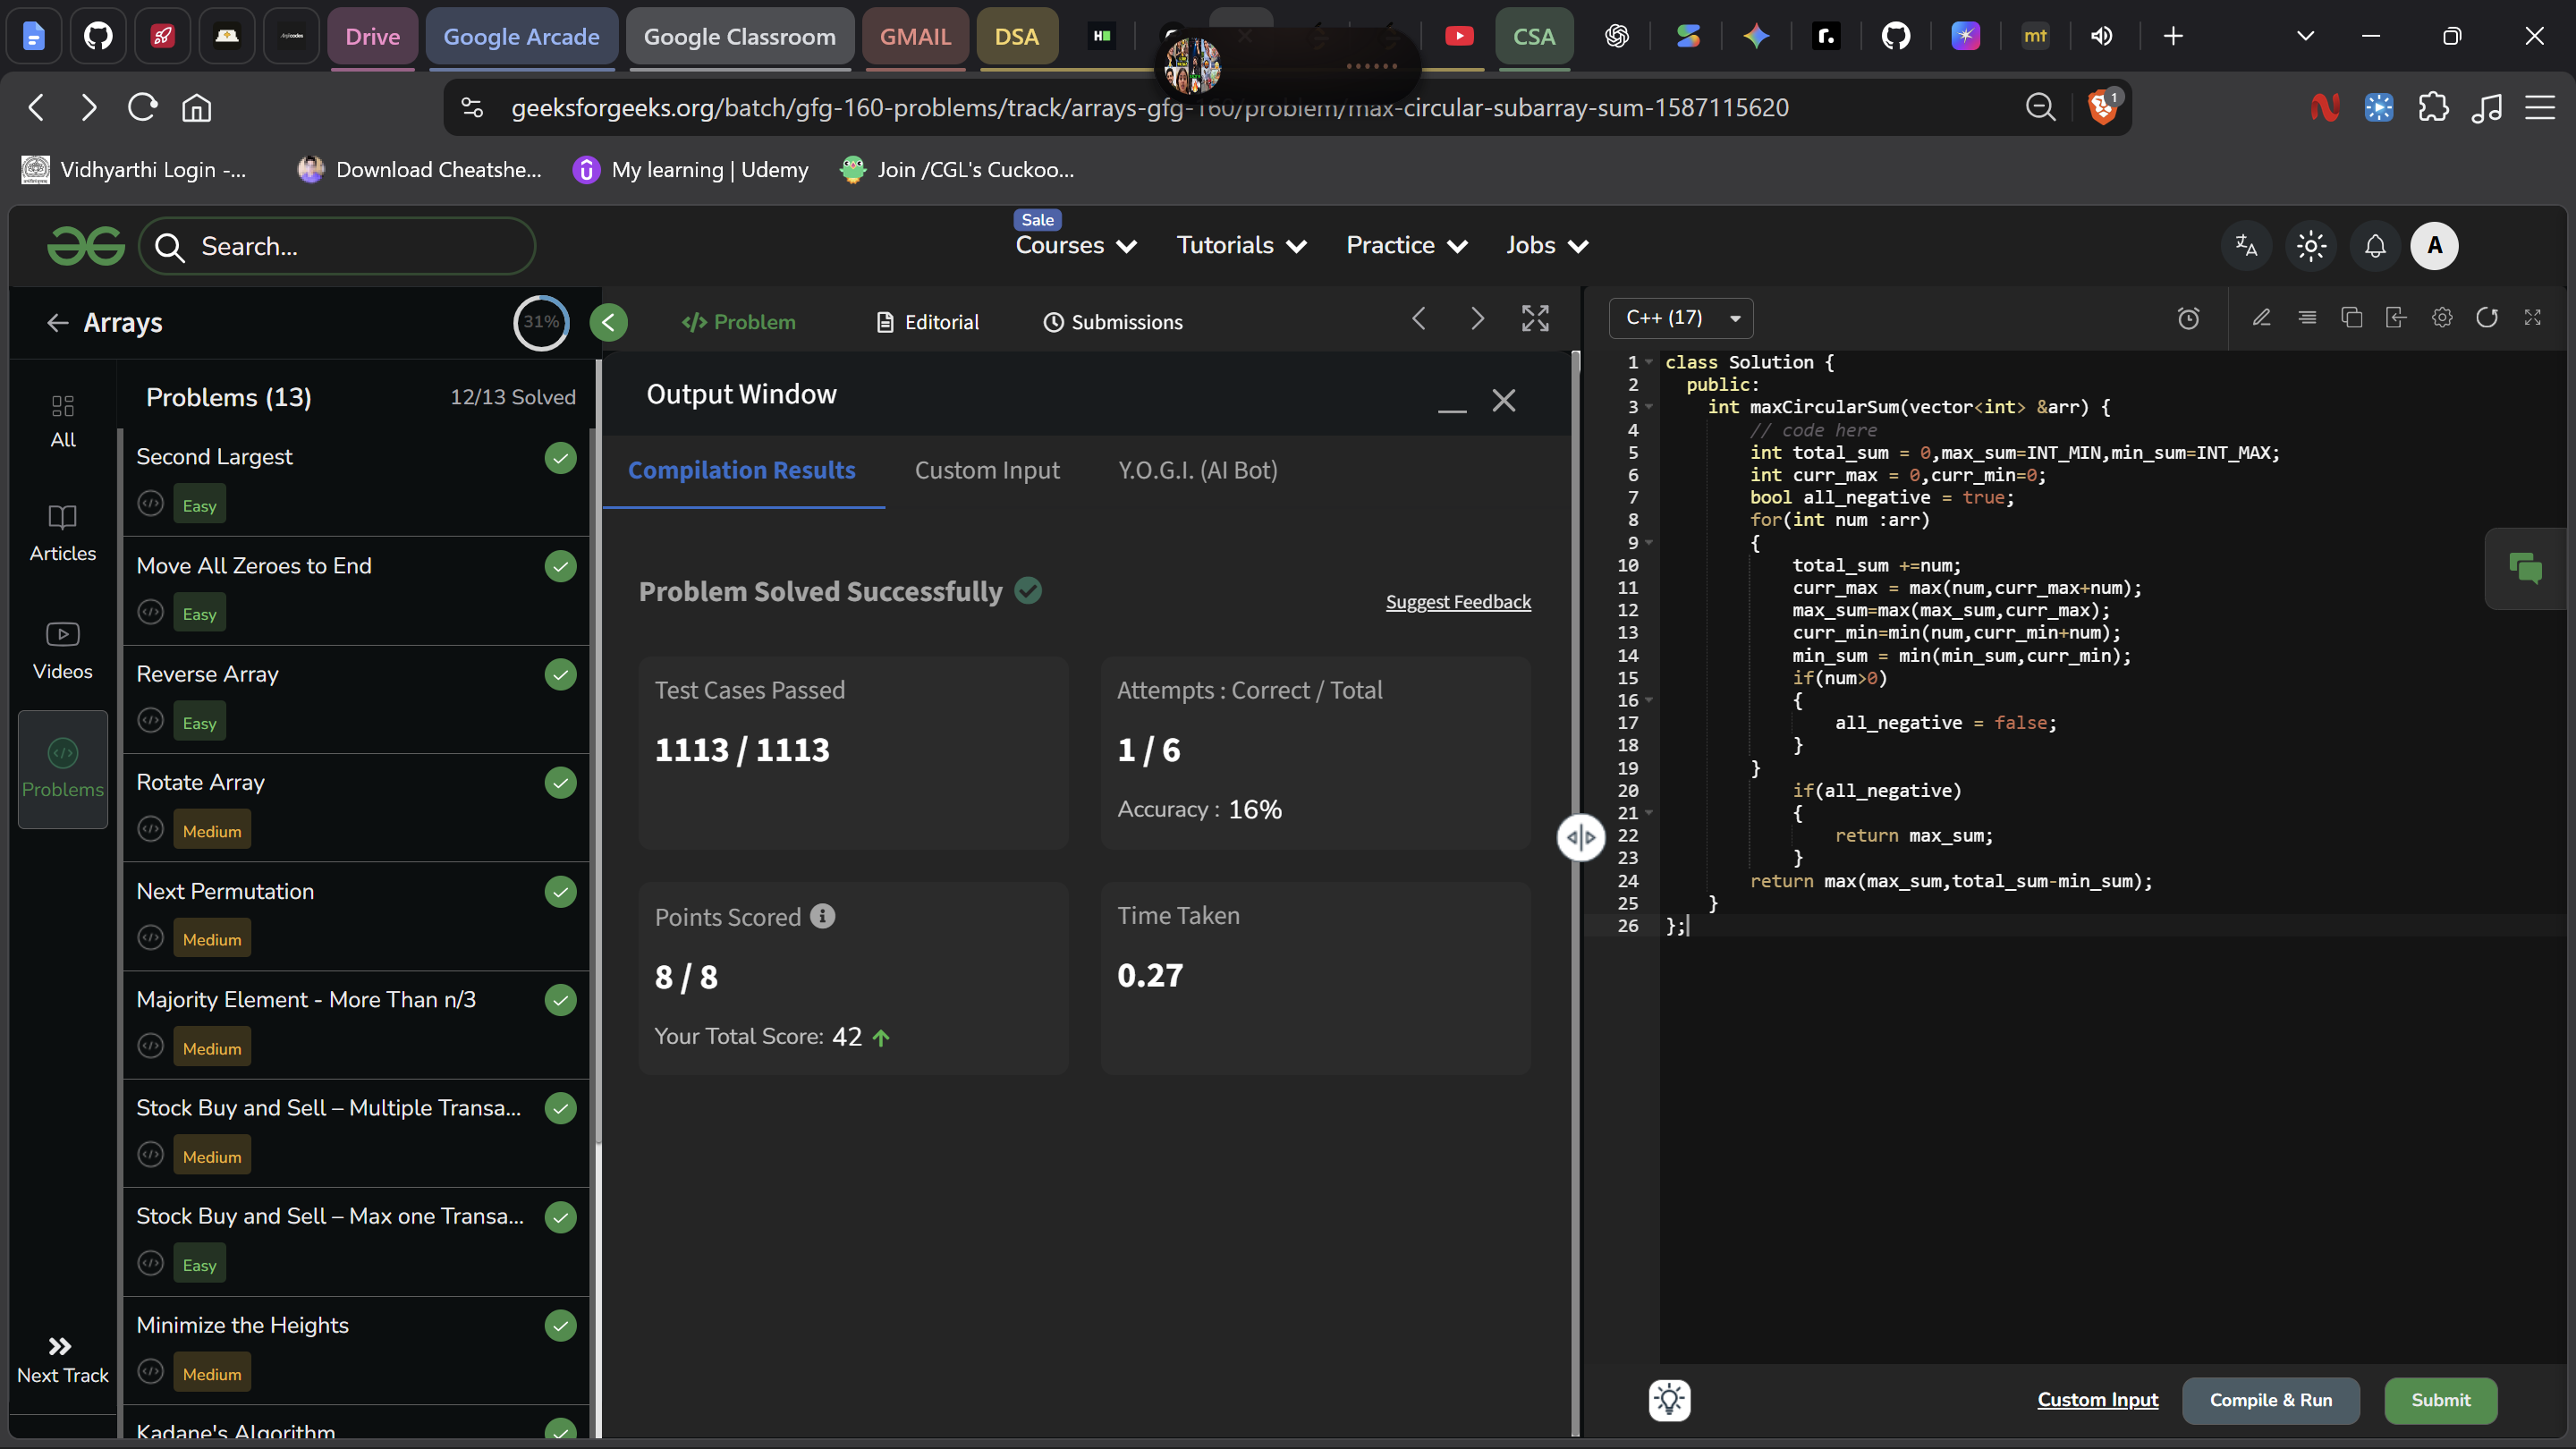 Drive
Google Arcade
Google Classroom
GMAIL
DSA
CSA
mt
geeksforgeeks.org/batch/gfg-160-problems/track/arrays-gfg-160/problem/max-circular-subarray-sum-1587115620
1
Vidhyarthi Login -...
Download Cheatshe...
My learning | Udemy
Join /CGL's Cuckoo...
Search...
Sale
Courses
Tutorials
Practice
Jobs
A
Arrays
31%
All
Articles
Videos
Problems
Next Track
Problems (13)
12/13 Solved
Second Largest
Easy
Move All Zeroes to End
Easy
Reverse Array
Easy
Rotate Array
Medium
Next Permutation
Medium
Majority Element - More Than n/3
Medium
Stock Buy and Sell – Multiple Transa...
Medium
Stock Buy and Sell – Max one Transa...
Easy
Minimize the Heights
Medium
Kadane's Algorithm
</> Problem
Editorial
Submissions
Output Window
Compilation Results
Custom Input
Y.O.G.I. (AI Bot)
Problem Solved Successfully
Suggest Feedback
Test Cases Passed
1113 / 1113
Attempts : Correct / Total
1 / 6
Accuracy : 16%
Points Scored
8 / 8
Your Total Score: 42
Time Taken
0.27
C++ (17)
1 class Solution {
2 public:
3 int maxCircularSum(vector<int> &arr) {
4 // code here
5 int total_sum = 0,max_sum=INT_MIN,min_sum=INT_MAX;
6 int curr_max = 0,curr_min=0;
7 bool all_negative = true;
8 for(int num :arr)
9 {
10 total_sum +=num;
11 curr_max = max(num,curr_max+num);
12 max_sum=max(max_sum,curr_max);
13 curr_min=min(num,curr_min+num);
14 min_sum = min(min_sum,curr_min);
15 if(num>0)
16 {
17 all_negative = false;
18 }
19 }
20 if(all_negative)
21 {
22 return max_sum;
23 }
24 return max(max_sum,total_sum-min_sum);
25 }
26 };
Custom Input
Compile & Run
Submit